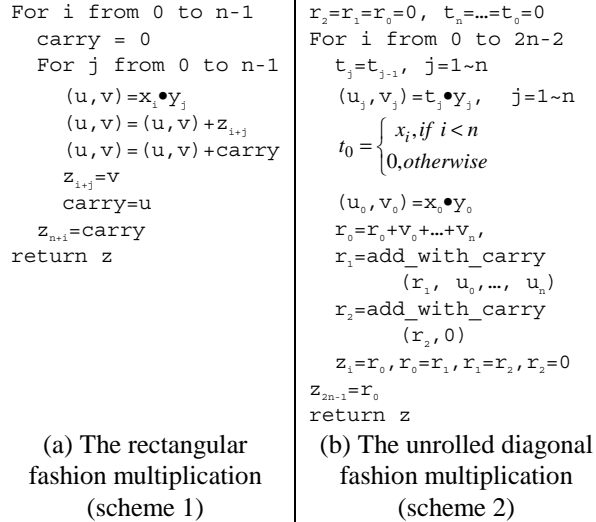 For i from 0 to n-1
carry = 0
For j from 0 to n-1
(u,v)=xᵢ•yⱼ
(u,v)=(u,v)+zᵢ₊ⱼ
(u,v)=(u,v)+carry
zᵢ₊ⱼ=v
carry=u
zₙ₊ᵢ=carry
return z
(a) The rectangular
fashion multiplication
(scheme 1)
r₂=r₁=r₀=0, tₙ=…=t₀=0
For i from 0 to 2n-2
tⱼ=tⱼ₋₁, j=1~n
(uⱼ,vⱼ)=tⱼ•yⱼ, j=1~n
t₀ = { xᵢ, if i < n
0, otherwise
(u₀,v₀)=x₀•y₀
r₀=r₀+v₀+…+vₙ,
r₁=add_with_carry
(r₁, u₀,…, uₙ)
r₂=add_with_carry
(r₂,0)
zᵢ=r₀,r₀=r₁,r₁=r₂,r₂=0
z₂ₙ₋₁=r₀
return z
(b) The unrolled diagonal
fashion multiplication
(scheme 2)